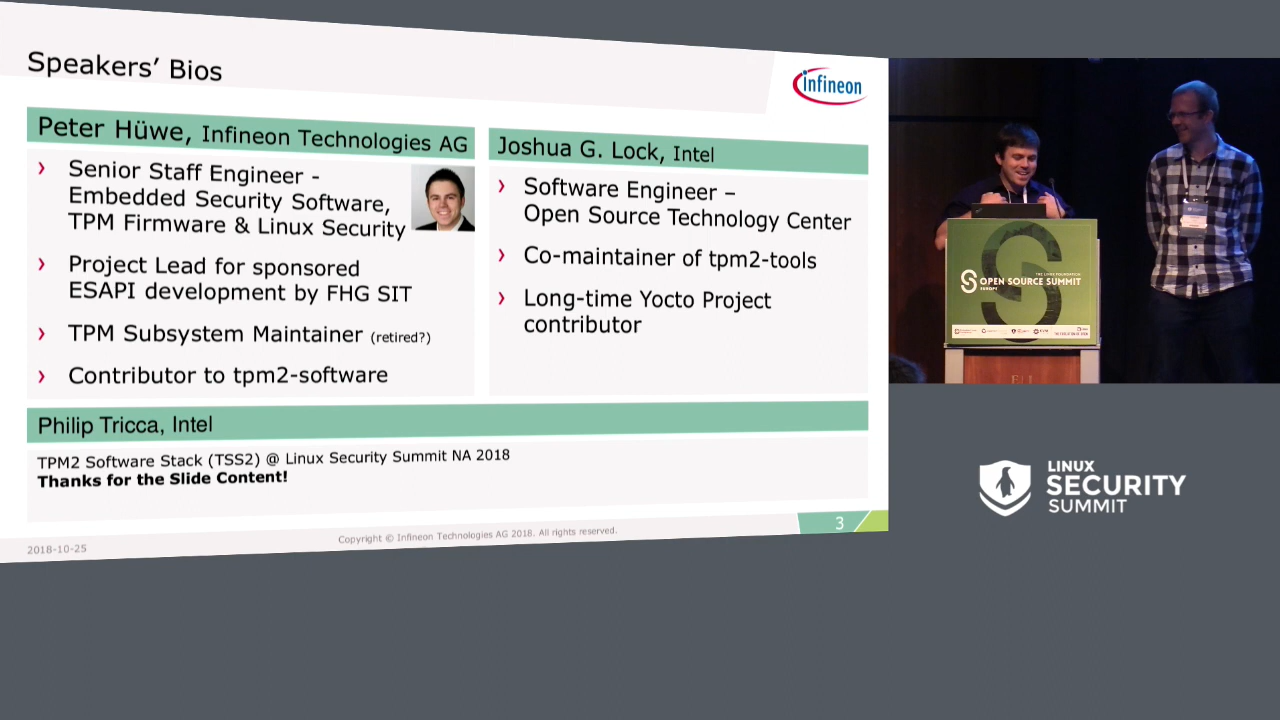 Speakers' Bios
infineon
Peter Hüwe, Infineon Technologies AG
› Senior Staff Engineer -
Embedded Security Software,
TPM Firmware & Linux Security
› Project Lead for sponsored
ESAPI development by FHG SIT
› TPM Subsystem Maintainer (retired?)
› Contributor to tpm2-software
Joshua G. Lock, Intel
› Software Engineer –
Open Source Technology Center
› Co-maintainer of tpm2-tools
› Long-time Yocto Project
contributor
Philip Tricca, Intel
TPM2 Software Stack (TSS2) @ Linux Security Summit NA 2018
Thanks for the Slide Content!
2018-10-25
Copyright © Infineon Technologies AG 2018. All rights reserved.
3
THE LINUX FOUNDATION
OPEN SOURCE SUMMIT
EUROPE
LINUX
SECURITY
SUMMIT